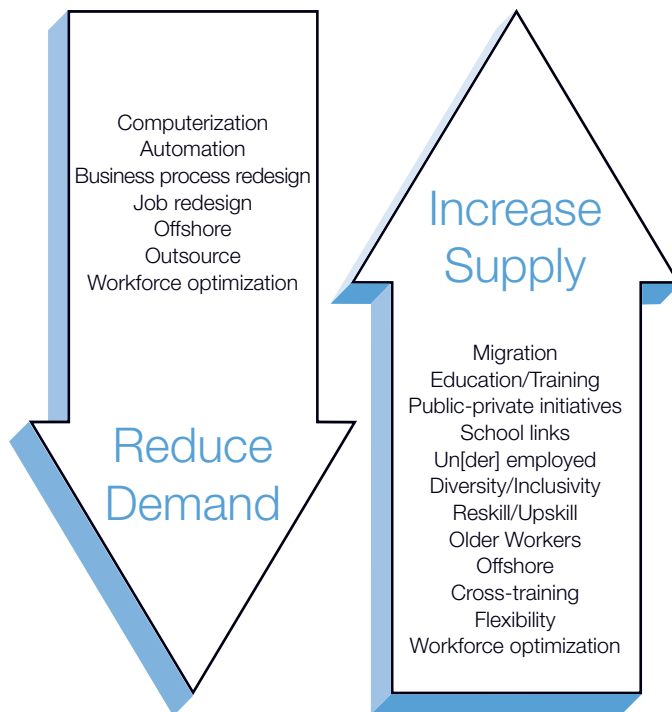 Computerization
Automation
Business process redesign
Job redesign
Offshore
Outsource
Workforce optimization
Reduce
Demand
Increase
Supply
Migration
Education/Training
Public-private initiatives
School links
Un[der] employed
Diversity/Inclusivity
Reskill/Upskill
Older Workers
Offshore
Cross-training
Flexibility
Workforce optimization